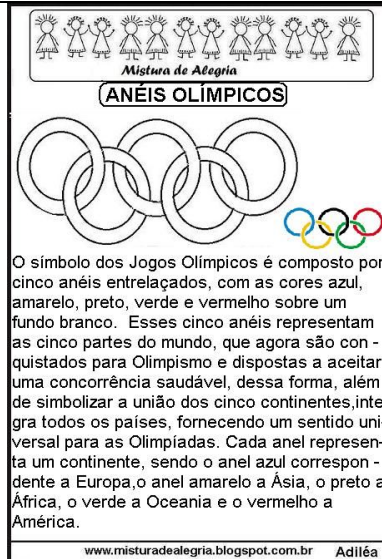 Mistura de Alegria
ANÉIS OLÍMPICOS
O símbolo dos Jogos Olímpicos é composto por
cinco anéis entrelaçados, com as cores azul,
amarelo, preto, verde e vermelho sobre um
fundo branco. Esses cinco anéis representam
as cinco partes do mundo, que agora são con -
quistados para Olimpismo e dispostas a aceitar
uma concorrência saudável, dessa forma, além
de simbolizar a união dos cinco continentes,inte
gra todos os países, fornecendo um sentido uni-
versal para as Olimpíadas. Cada anel represen-
ta um continente, sendo o anel azul correspon -
dente a Europa,o anel amarelo a Ásia, o preto a
África, o verde a Oceania e o vermelho a
América.
www.misturadealegria.blogspot.com.br Adiléa